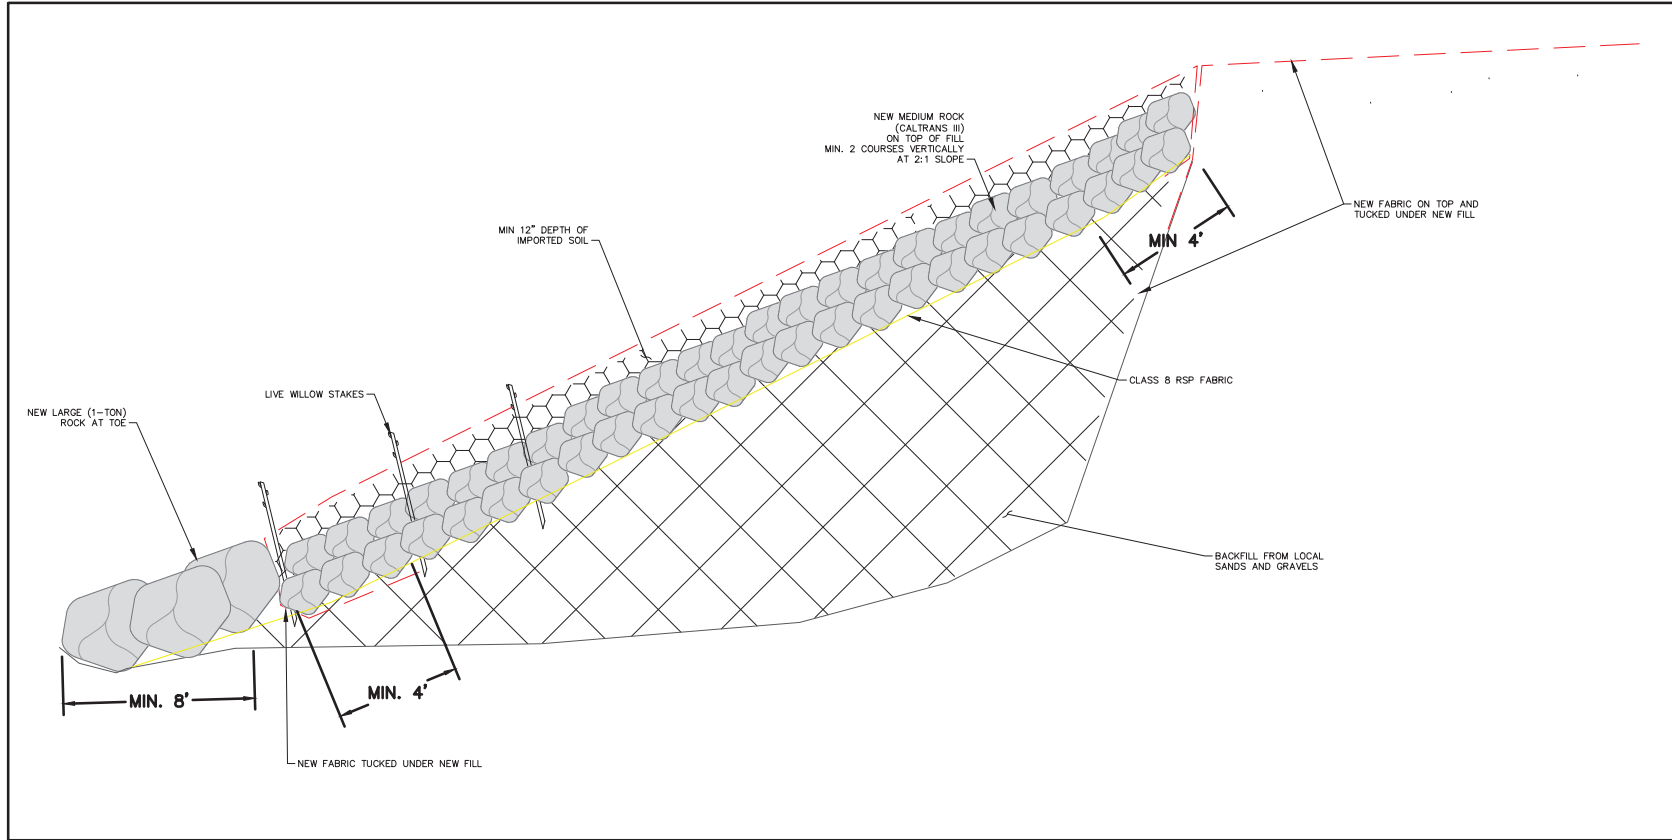 NEW MEDIUM ROCK
(CALTRANS III)
ON TOP OF FILL
MIN. 2 COURSES VERTICALLY
AT 2:1 SLOPE
NEW FABRIC ON TOP AND
TUCKED UNDER NEW FILL
MIN 12" DEPTH OF
IMPORTED SOIL
MIN 4'
CLASS 8 RSP FABRIC
LIVE WILLOW STAKES
NEW LARGE (1-TON)
ROCK AT TOE
BACKFILL FROM LOCAL
SANDS AND GRAVELS
MIN. 8'
MIN. 4'
NEW FABRIC TUCKED UNDER NEW FILL